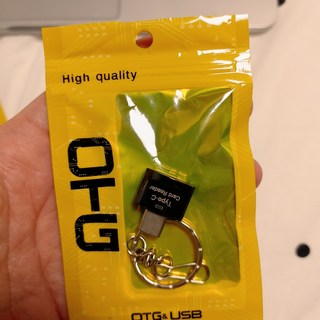 High quality
OTG
Type-C
Card Reader
OTG & USB